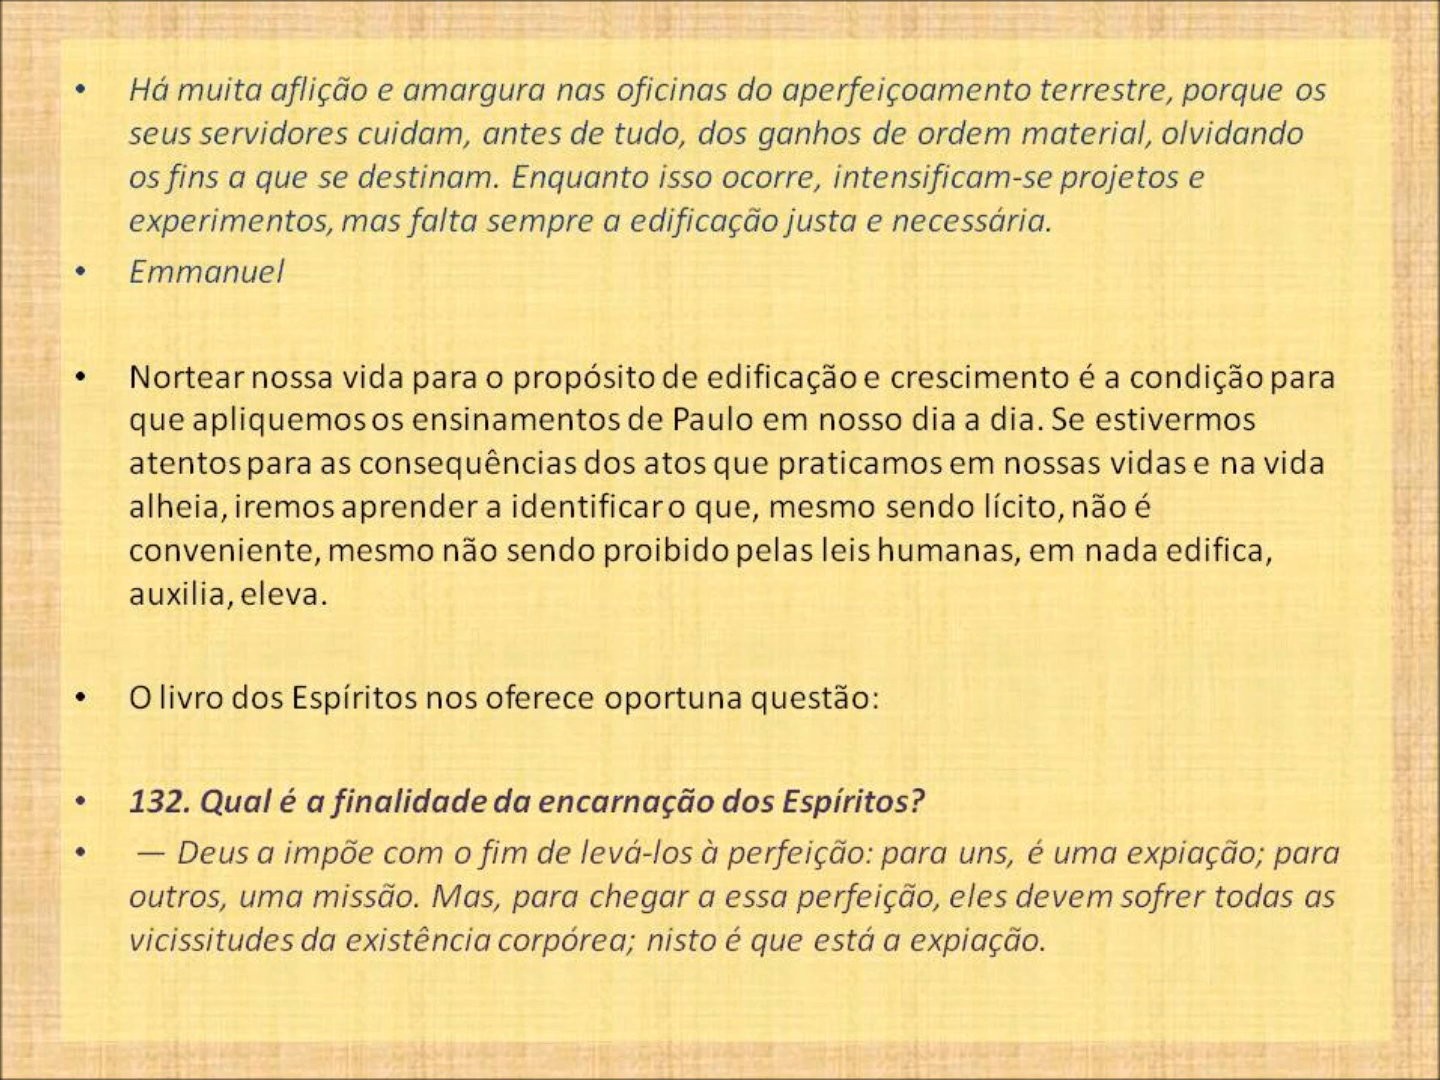 • Há muita aflição e amargura nas oficinas do aperfeiçoamento terrestre, porque os
seus servidores cuidam, antes de tudo, dos ganhos de ordem material, olvidando
os fins a que se destinam. Enquanto isso ocorre, intensificam-se projetos e
experimentos, mas falta sempre a edificação justa e necessária.
• Emmanuel
• Nortear nossa vida para o propósito de edificação e crescimento é a condição para
que apliquemos os ensinamentos de Paulo em nosso dia a dia. Se estivermos
atentos para as consequências dos atos que praticamos em nossas vidas e na vida
alheia, iremos aprender a identificar o que, mesmo sendo lícito, não é
conveniente, mesmo não sendo proibido pelas leis humanas, em nada edifica,
auxilia, eleva.
• O livro dos Espíritos nos oferece oportuna questão:
• 132. Qual é a finalidade da encarnação dos Espíritos?
• — Deus a impõe com o fim de levá-los à perfeição: para uns, é uma expiação; para
outros, uma missão. Mas, para chegar a essa perfeição, eles devem sofrer todas as
vicissitudes da existência corpórea; nisto é que está a expiação.